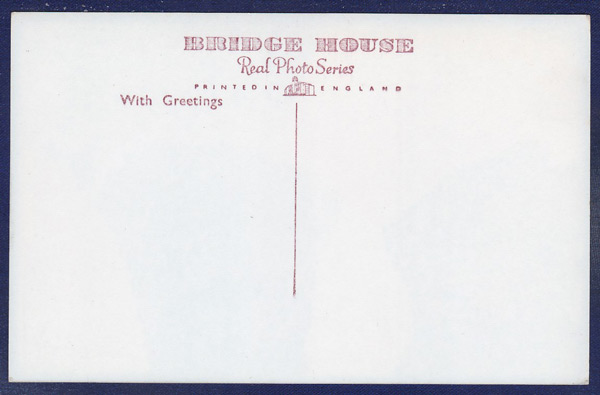 BRIDGE HOUSE
Real Photo Series
PRINTED IN ENGLAND
With Greetings